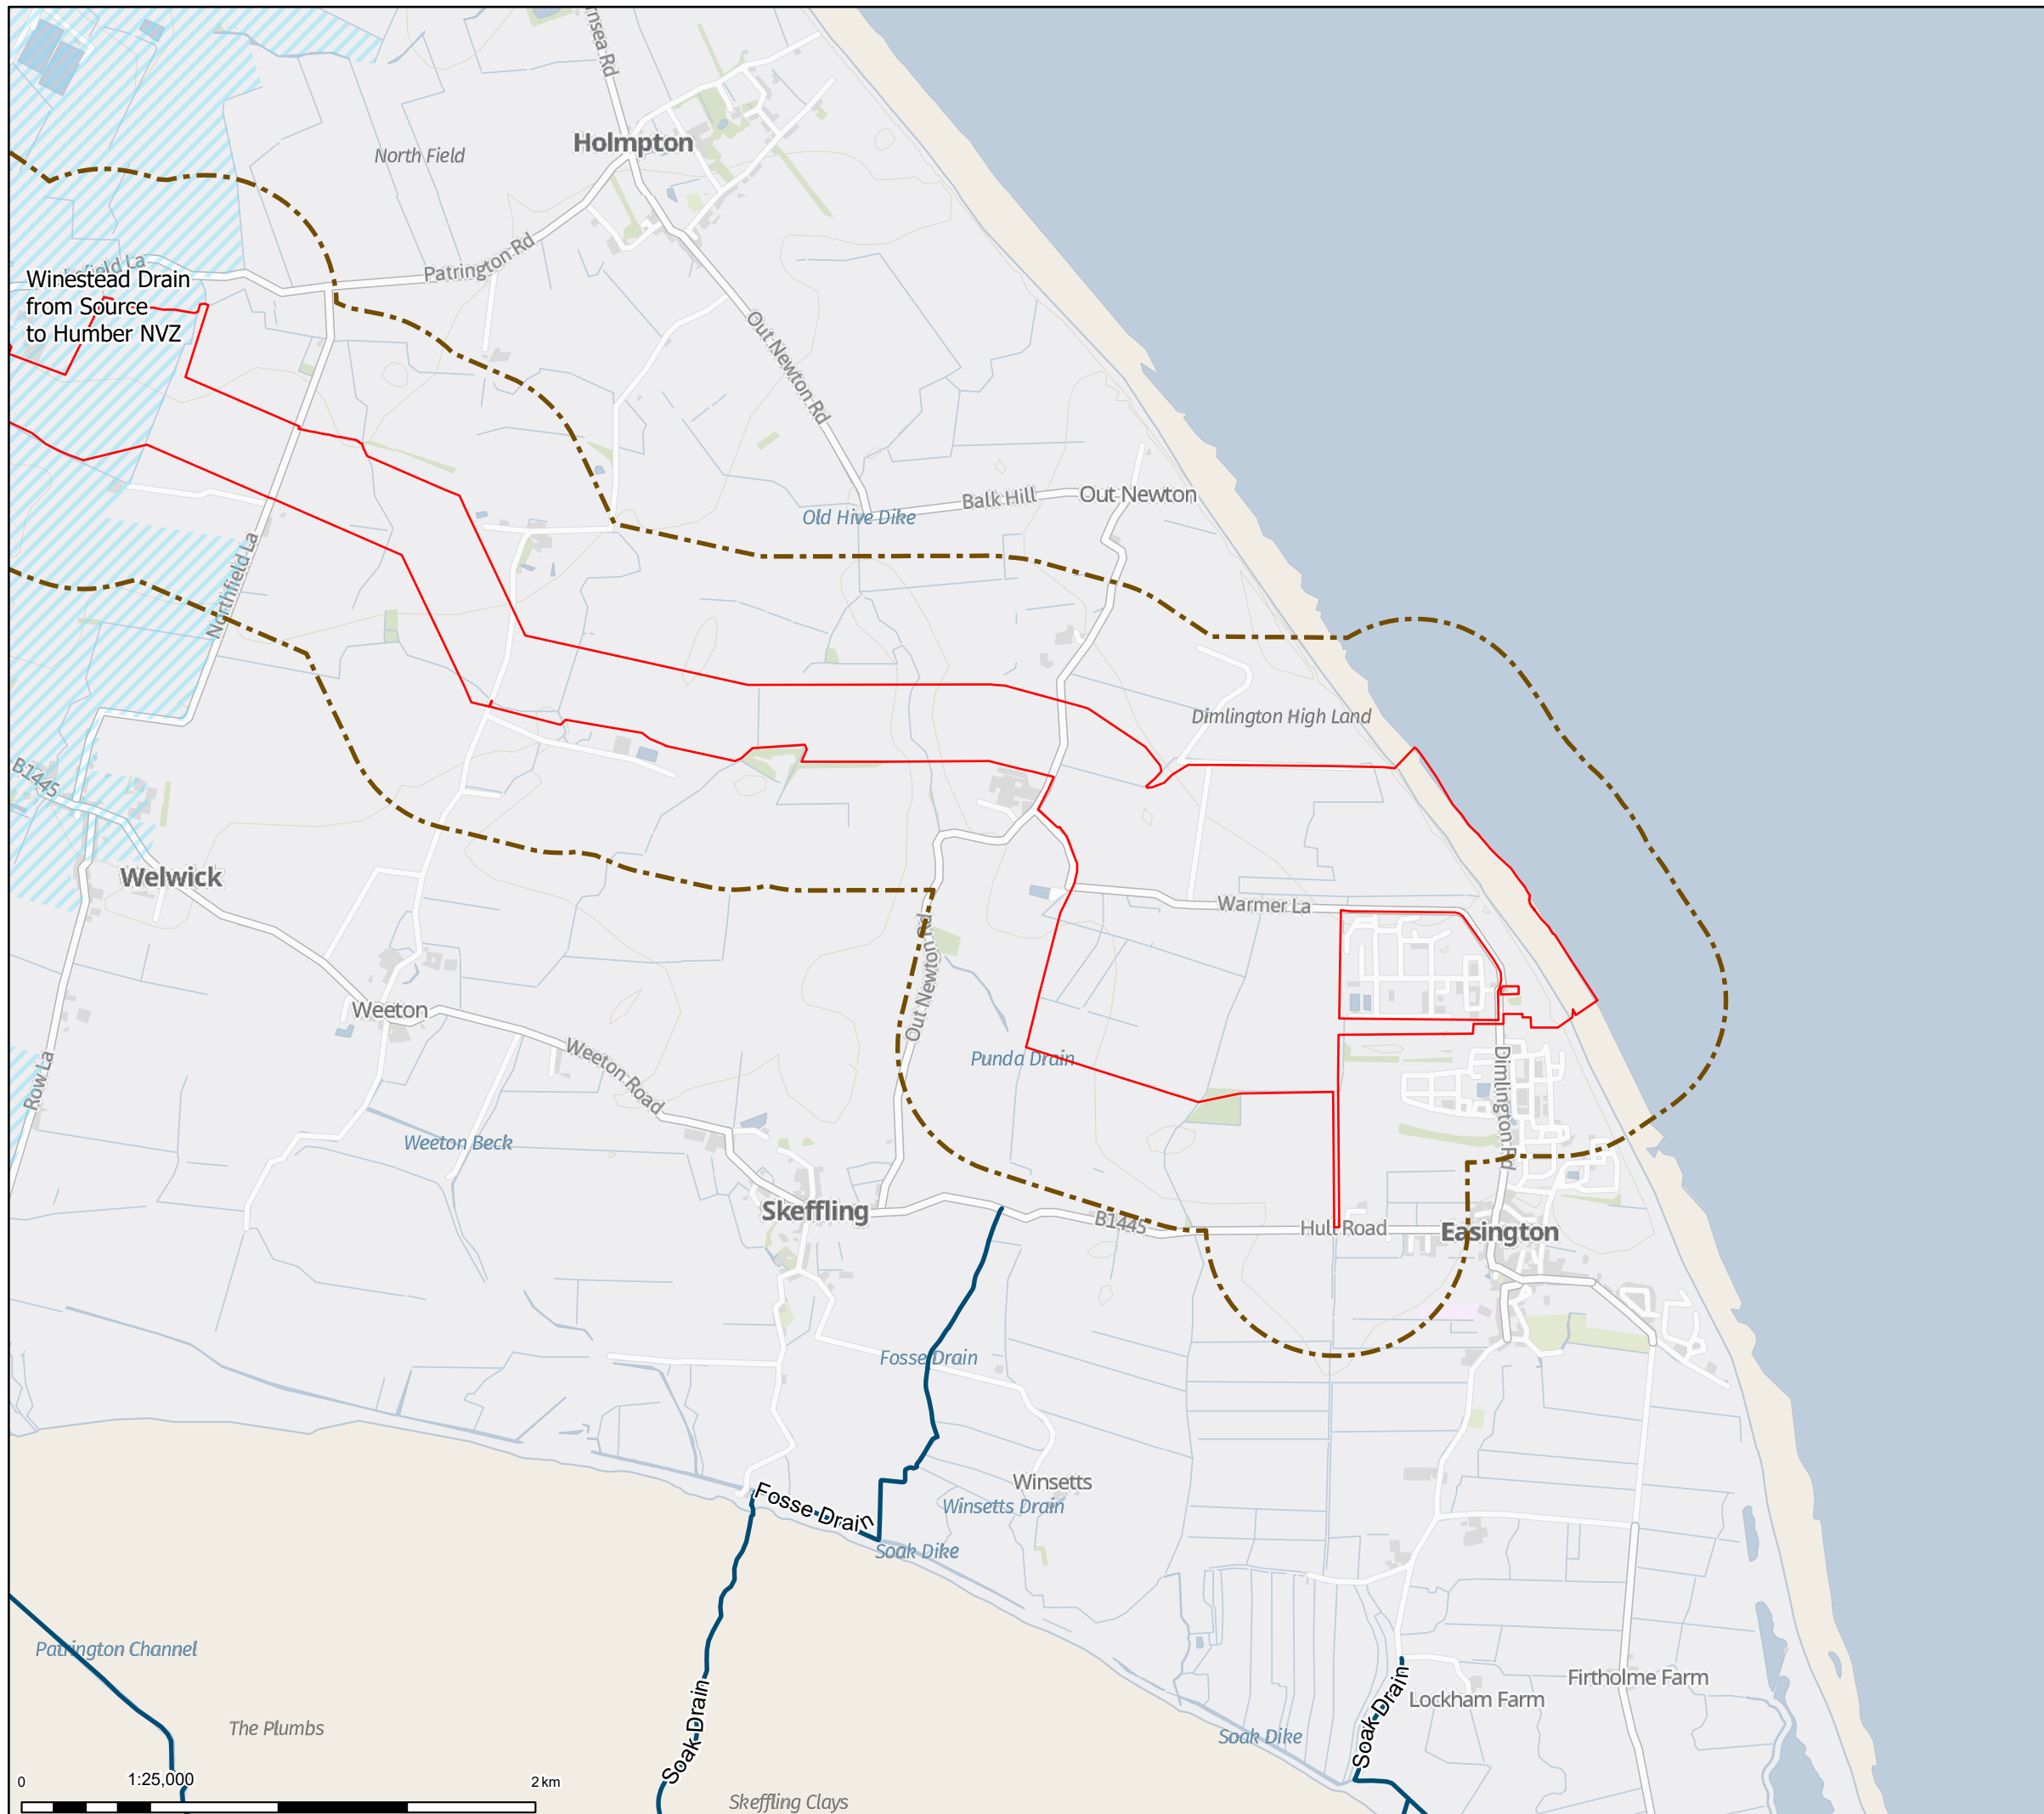 Holmpton
North Field
Patrington Rd
Winestead Drain
from Source
to Humber NVZ
Out Newton Rd
Balk Hill
Out Newton
Old Hive Dike
Northfield La
Dimlington High Land
B1445
Welwick
Warmer La
Out Newton Rd
Weeton
Weeton Road
Punda Drain
Row La
Dimlington Rd
Weeton Beck
Skeffling
B1445
Hull Road
Easington
Fosse Drain
Winsetts
Fosse Drain
Winsetts Drain
Soak Dike
Patrington Channel
Firtholme Farm
Lockham Farm
Soak Drain
Soak Drain
The Plumbs
Soak Dike
0
1:25,000
2 km
Skeffling Clays